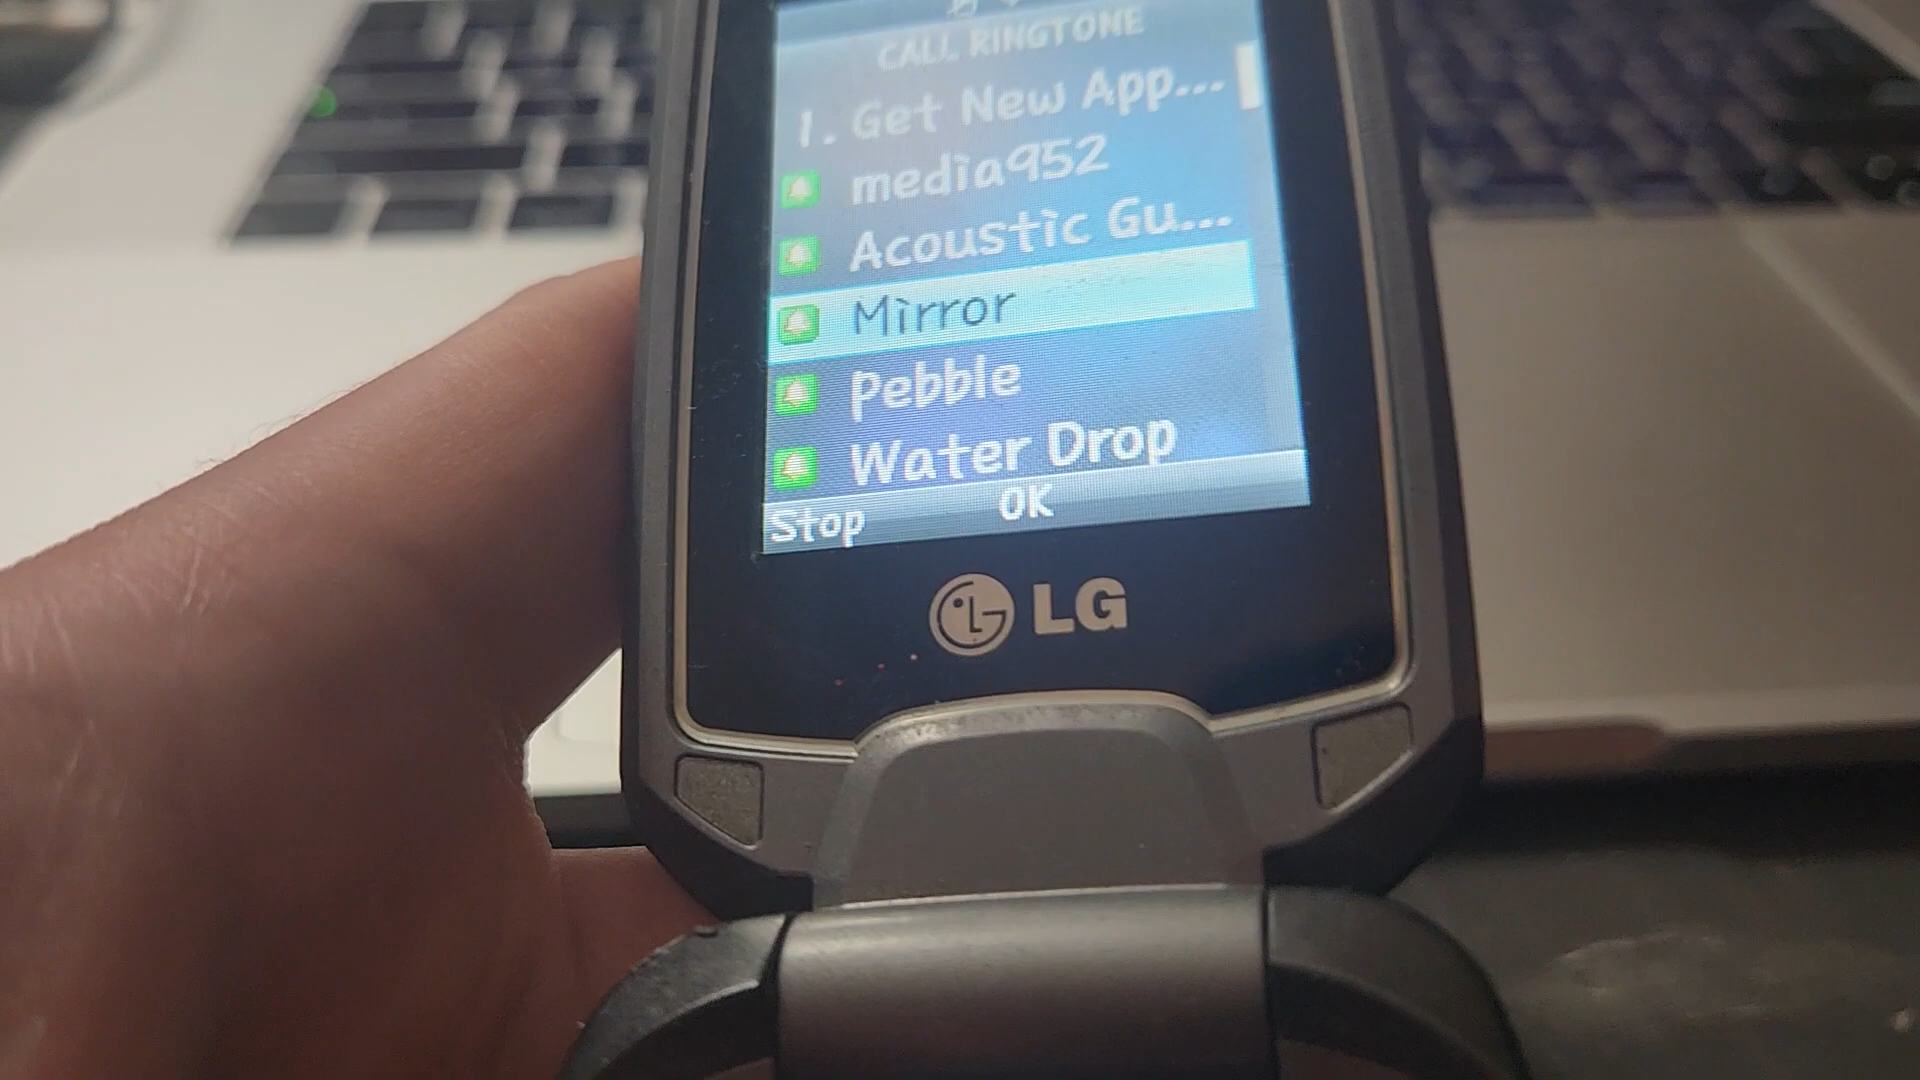 CALL RINGTONE
1. Get New App...
media952
Acoustic Gu...
Mirror
Pebble
Water Drop
Stop OK
LG